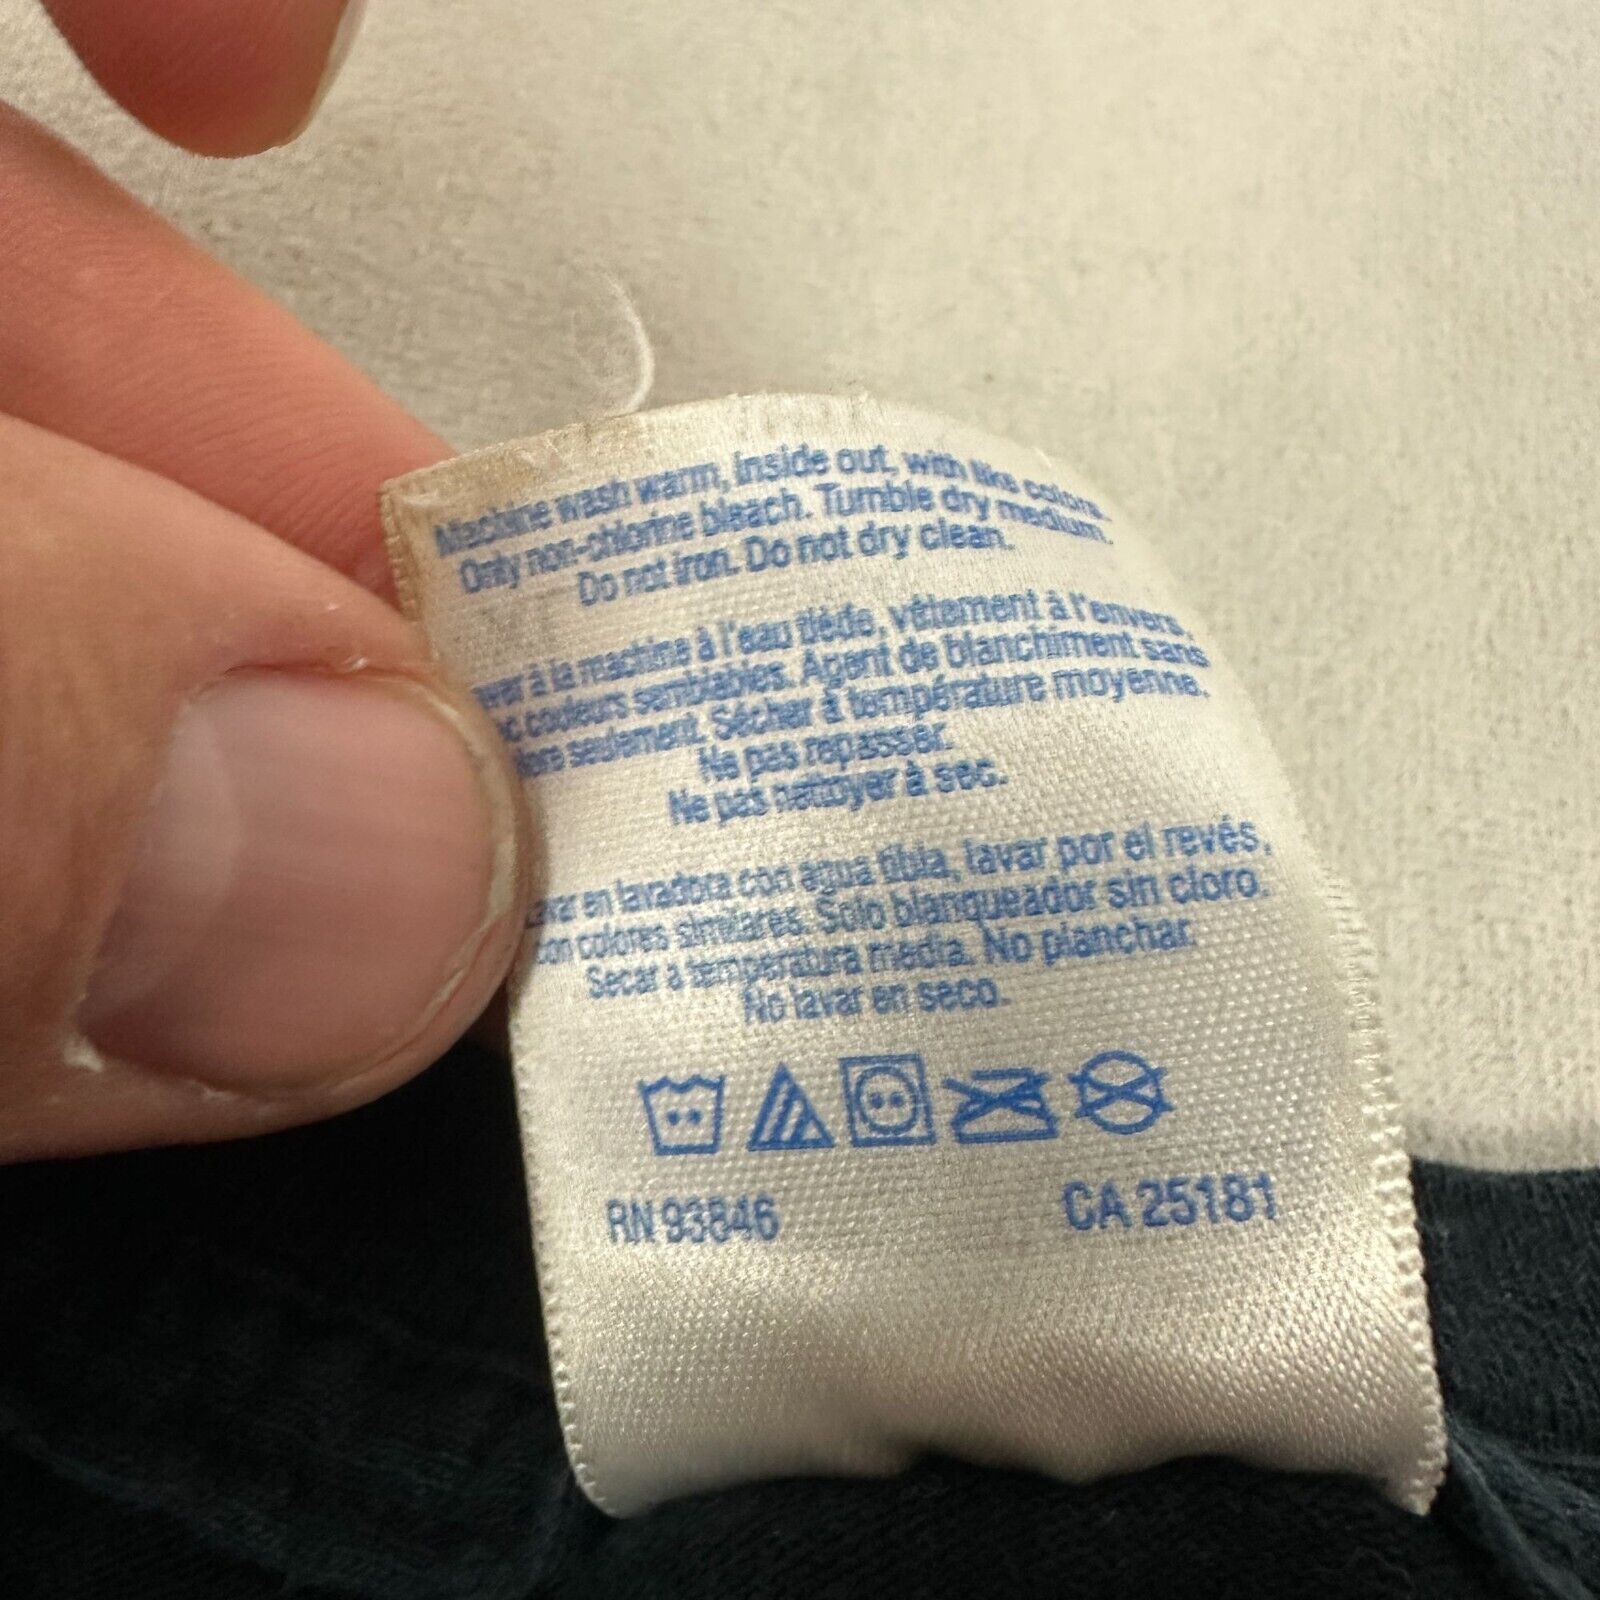 Machine wash warm, inside out, with like colors.
Only non-chlorine bleach. Tumble dry medium.
Do not iron. Do not dry clean.
à la machine à l'eau tiède, vêtement à l'envers,
couleurs semblables. Agent de blanchiment sans
seulement. Sécher à température moyenne.
Ne pas repasser.
Ne pas nettoyer à sec.
Lavar en lavadora con agua tibia, lavar por el revés,
con colores similares. Solo blanqueador sin cloro.
Secar a temperatura media. No planchar.
No lavar en seco.
RN 93846 CA 25181